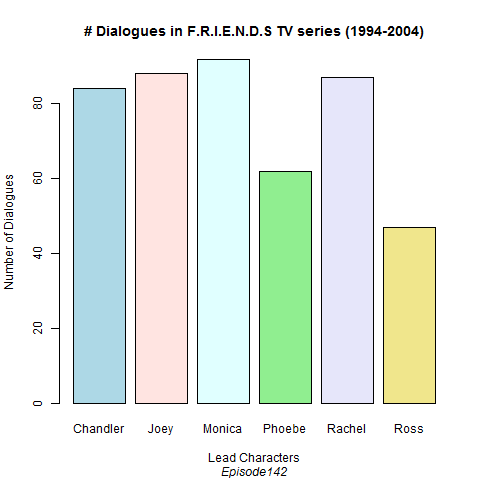 # Dialogues in F.R.I.E.N.D.S TV series (1994-2004)
Number of Dialogues
80
60
40
20
0
Chandler Joey Monica Phoebe Rachel Ross
Lead Characters
Episode142